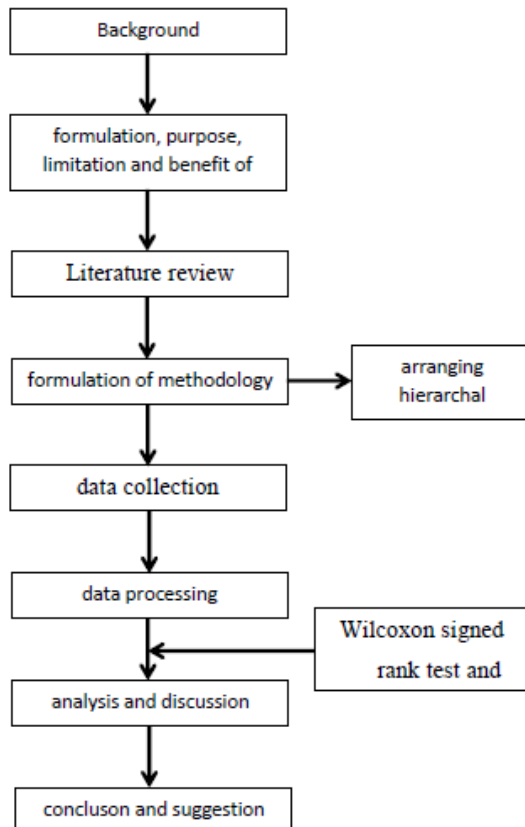 Background
formulation, purpose,
limitation and benefit of
Literature review
formulation of methodology
arranging
hierarchal
data collection
data processing
Wilcoxon signed
rank test and
analysis and discussion
concluson and suggestion